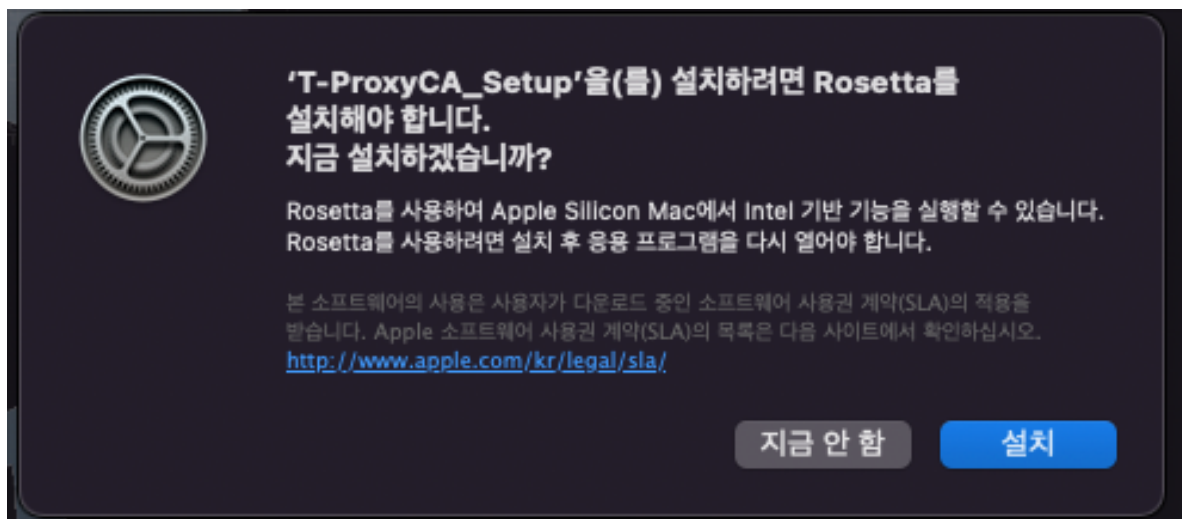 ‘T-ProxyCA_Setup’을(를) 설치하려면 Rosetta를
설치해야 합니다.
지금 설치하겠습니까?
Rosetta를 사용하여 Apple Silicon Mac에서 Intel 기반 기능을 실행할 수 있습니다.
Rosetta를 사용하려면 설치 후 응용 프로그램을 다시 열어야 합니다.
본 소프트웨어의 사용은 사용자가 다운로드 중인 소프트웨어 사용권 계약(SLA)의 적용을
받습니다. Apple 소프트웨어 사용권 계약(SLA)의 목록은 다음 사이트에서 확인하십시오.
http://www.apple.com/kr/legal/sla/
지금 안 함
설치